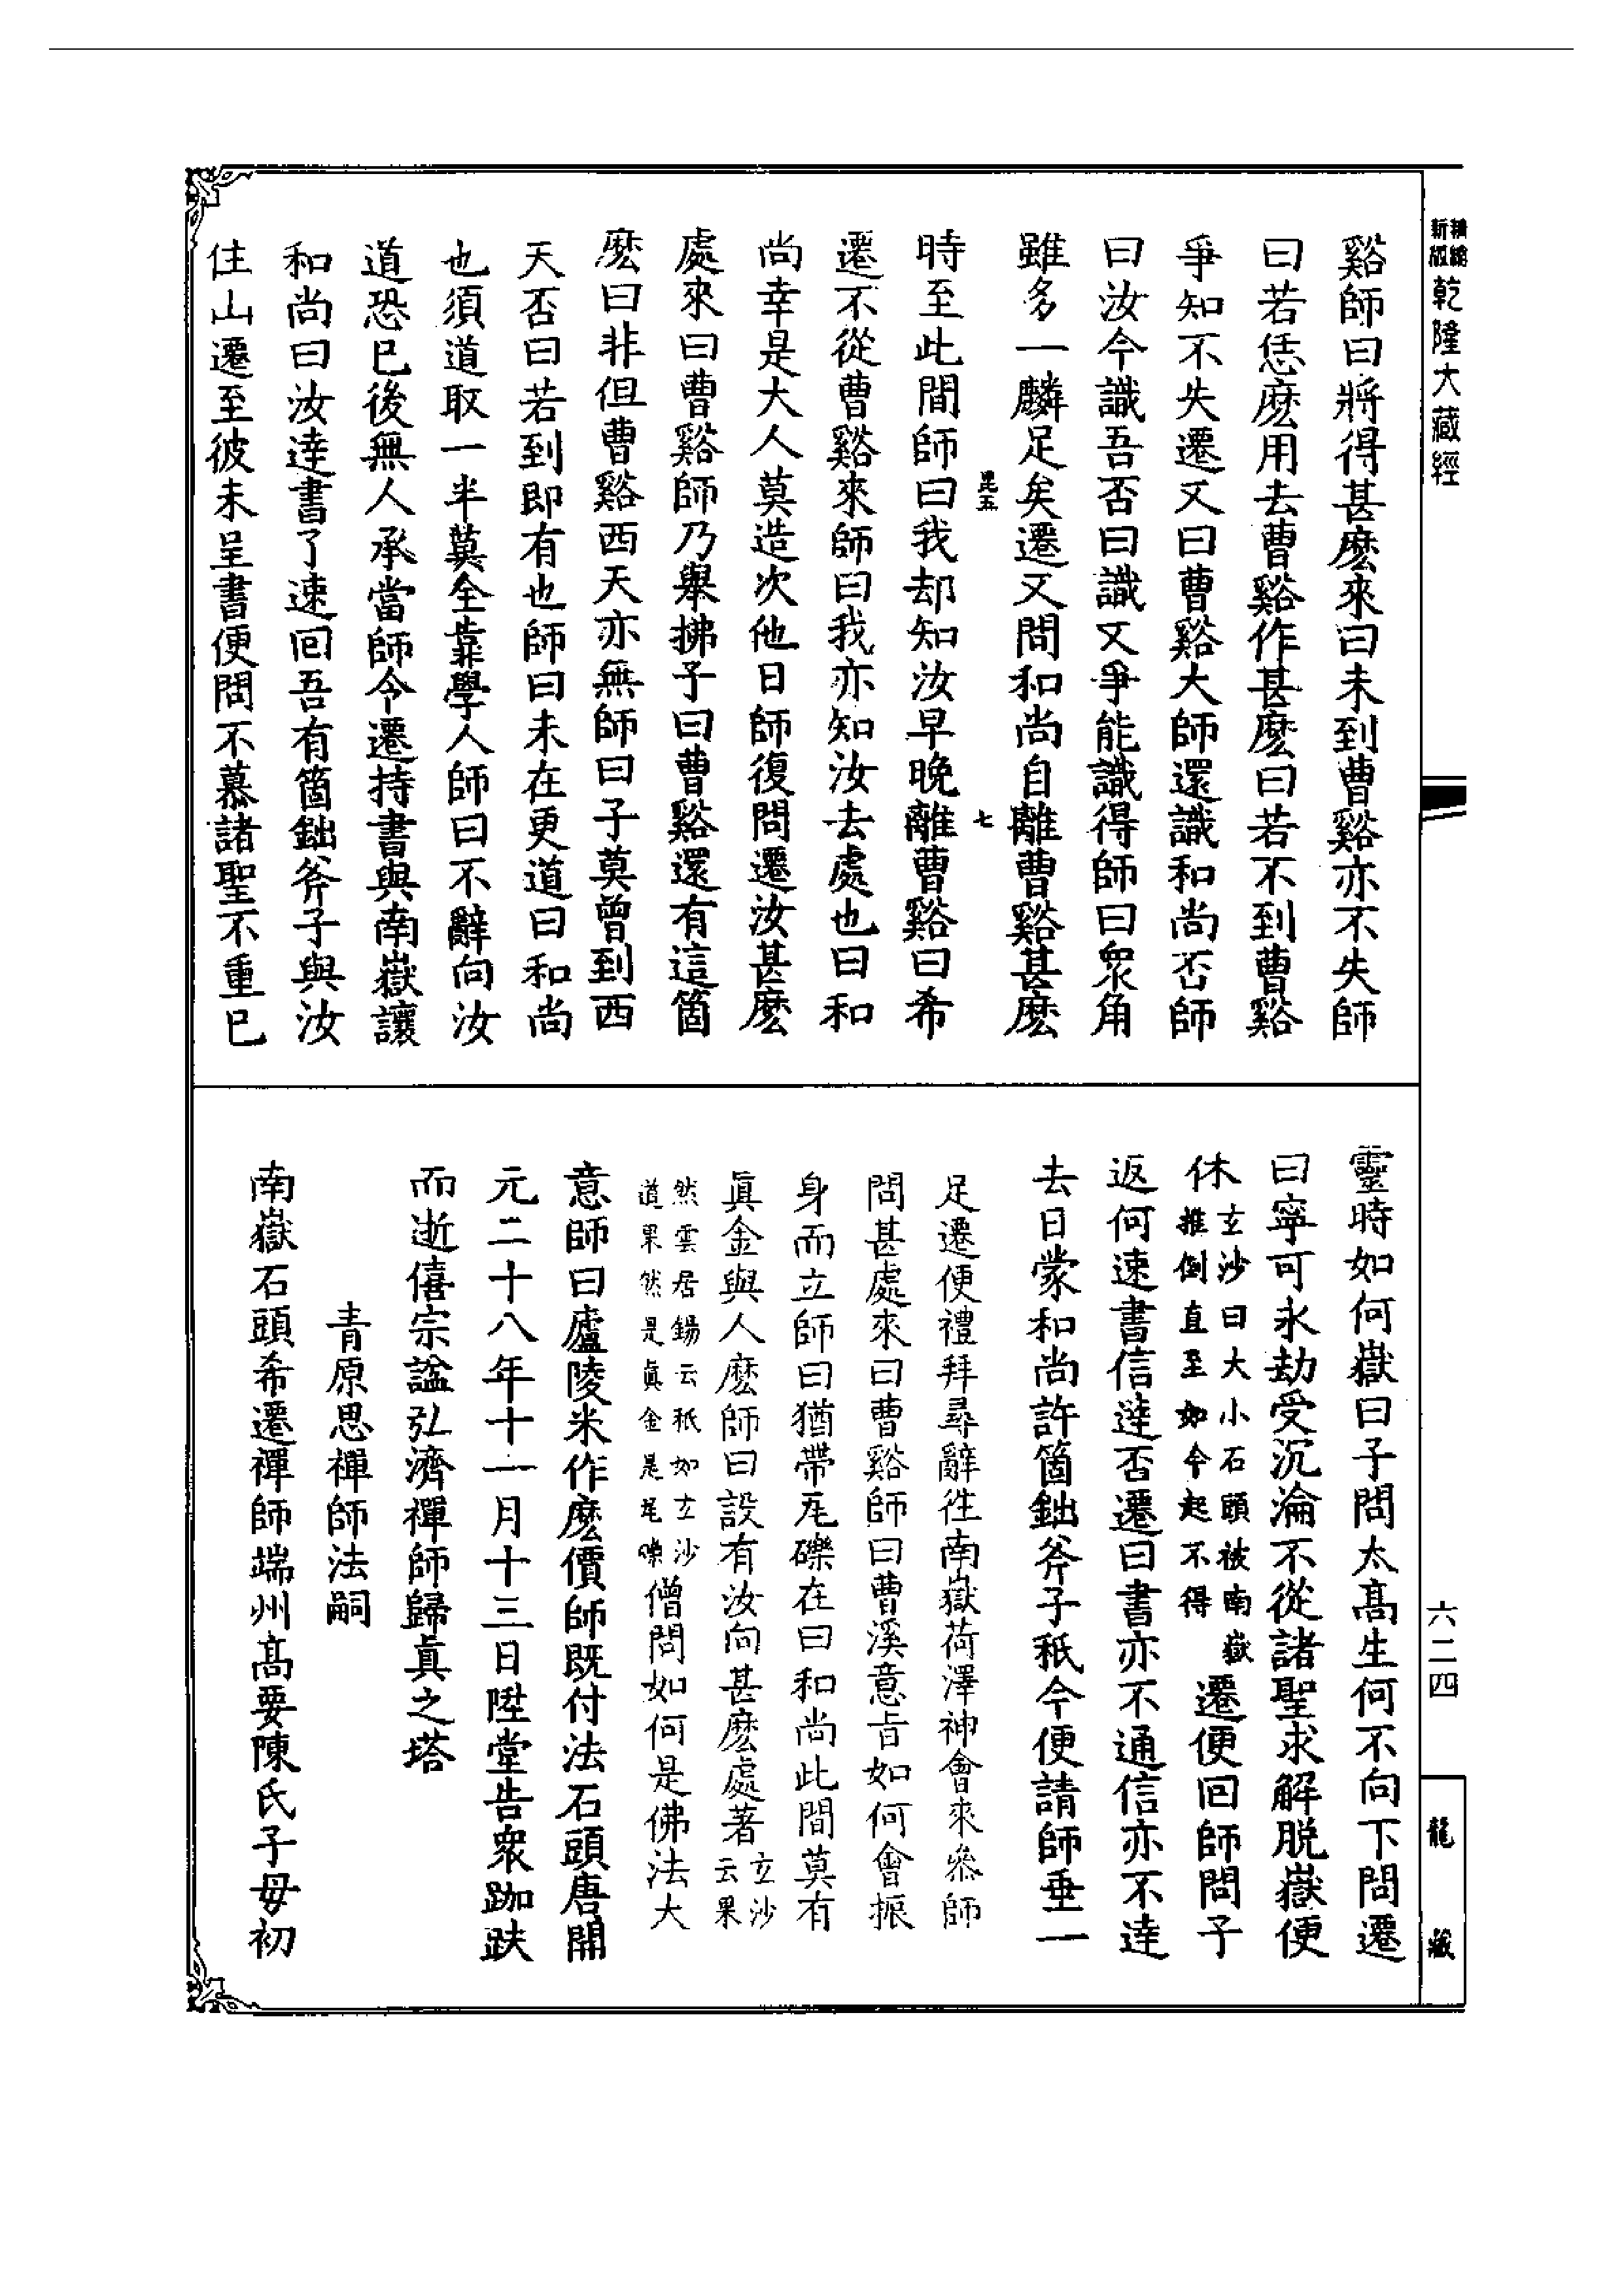 新編
新版
乾隆大藏經
谿師曰將得甚麽來曰未到曹谿亦不失師
曰若恁麽用去曹谿作甚麽曰若不到曹谿
爭知不失遷又曰曹谿大師還識和尚否師
曰汝今識吾否曰識又爭能識得師曰眾角
雖多一麟足矣遷又問和尚自離曹谿甚麽
毘五 七
時至此間師曰我却知汝早晚離曹谿曰希
遷不從曹谿來師曰我亦知汝去處也曰和
尚幸是大人莫造次他日師復問遷汝甚麽
處來曰曹谿師乃舉拂子曰曹谿還有這箇
麽曰非但曹谿西天亦無師曰子莫曾到西
天否曰若到即有也師曰未在更道曰和尚
也須道取一半莫全靠學人師曰不辭向汝
道恐已後無人承當師令遷持書與南嶽讓
和尚曰汝達書了速回吾有箇鈯斧子與汝
住山遷至彼未呈書便問不慕諸聖不重已
靈時如何嶽曰子問太高生何不向下問遷
曰寧可永劫受沉淪不從諸聖求解脱嶽便
休玄沙曰大小石頭被南嶽推倒直至如今起不得遷便回師問子
返何速書信達否遷曰書亦不通信亦不達
去日蒙和尚許箇鈯斧子秖今便請師垂一
足遷便禮拜尋辭往南嶽荷澤神會來叅師
問甚處來曰曹谿師曰曹溪意旨如何會振
身而立師曰猶帶瓦礫在曰和尚此間莫有
真金與人麽師曰設有汝向甚麽處著玄沙云果
然雲居錫云秖如玄沙道果然是真金是瓦礫僧問如何是佛法大
意師曰廬陵米作麽價師既付法石頭唐開
元二十八年十一月十三日陞堂告眾跏趺
而逝僖宗謚弘濟禪師歸真之塔
青原思禪師法嗣
南嶽石頭希遷禪師端州高要陳氏子母初
六二四
龍藏